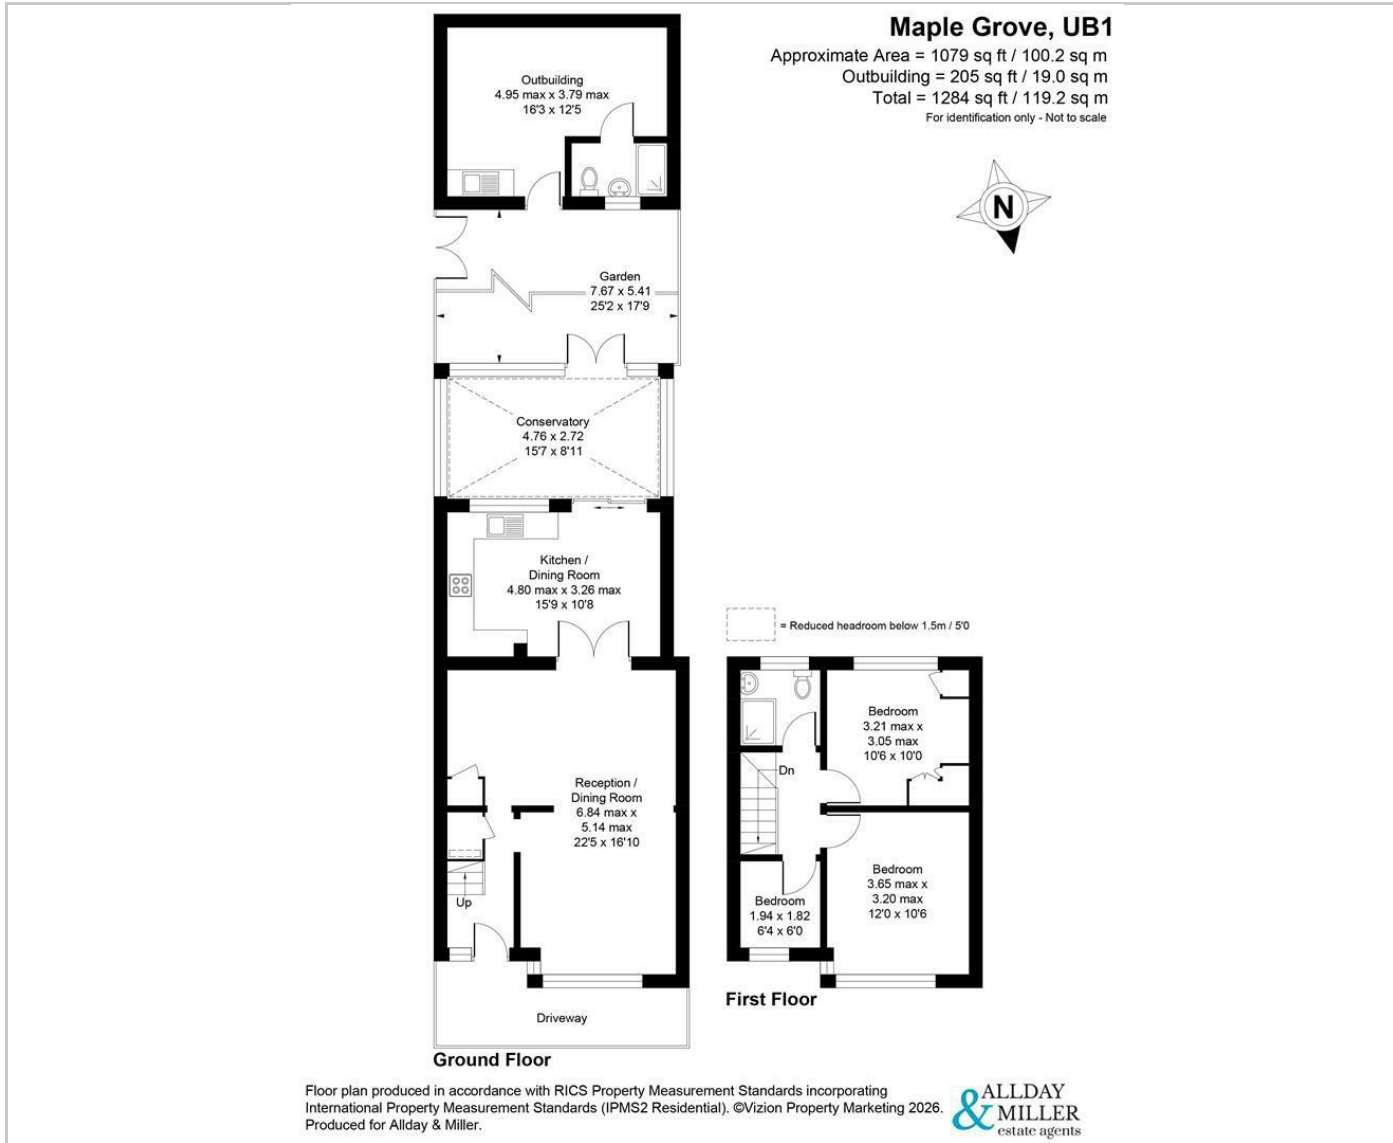 Maple Grove, UB1
Approximate Area = 1079 sq ft / 100.2 sq m
Outbuilding = 205 sq ft / 19.0 sq m
Total = 1284 sq ft / 119.2 sq m
For identification only - Not to scale
N
Outbuilding
4.95 max x 3.79 max
16'3 x 12'5
Garden
7.67 x 5.41
25'2 x 17'9
Conservatory
4.76 x 2.72
15'7 x 8'11
Kitchen /
Dining Room
4.80 max x 3.26 max
15'9 x 10'8
Reception /
Dining Room
6.84 max x
5.14 max
22'5 x 16'10
Up
Driveway
Ground Floor
= Reduced headroom below 1.5m / 5'0
Bedroom
3.21 max x
3.05 max
10'6 x 10'0
Dn
Bedroom
3.65 max x
3.20 max
12'0 x 10'6
Bedroom
1.94 x 1.82
6'4 x 6'0
First Floor
Floor plan produced in accordance with RICS Property Measurement Standards incorporating
International Property Measurement Standards (IPMS2 Residential). ©Vizion Property Marketing 2026.
Produced for Allday & Miller.
ALLDAY
& MILLER
estate agents